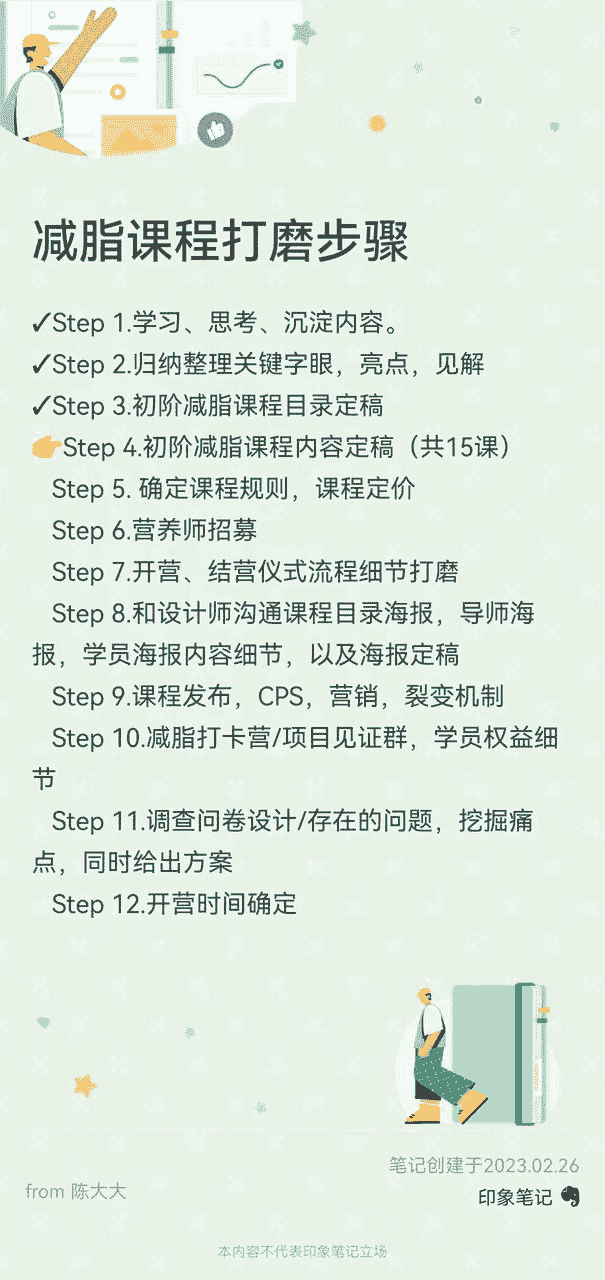 减脂课程打磨步骤
✓Step 1.学习、思考、沉淀内容。
✓Step 2.归纳整理关键字眼，亮点，见解
✓Step 3.初阶减脂课程目录定稿
👉Step 4.初阶减脂课程内容定稿（共15课）
Step 5. 确定课程规则，课程定价
Step 6.营养师招募
Step 7.开营、结营仪式流程细节打磨
Step 8.和设计师沟通课程目录海报，导师海
报，学员海报内容细节，以及海报定稿
Step 9.课程发布，CPS，营销，裂变机制
Step 10.减脂打卡营/项目见证群，学员权益细
节
Step 11.调查问卷设计/存在的问题，挖掘痛
点，同时给出方案
Step 12.开营时间确定
笔记创建于2023.02.26
from 陈大大
印象笔记
本内容不代表印象笔记立场